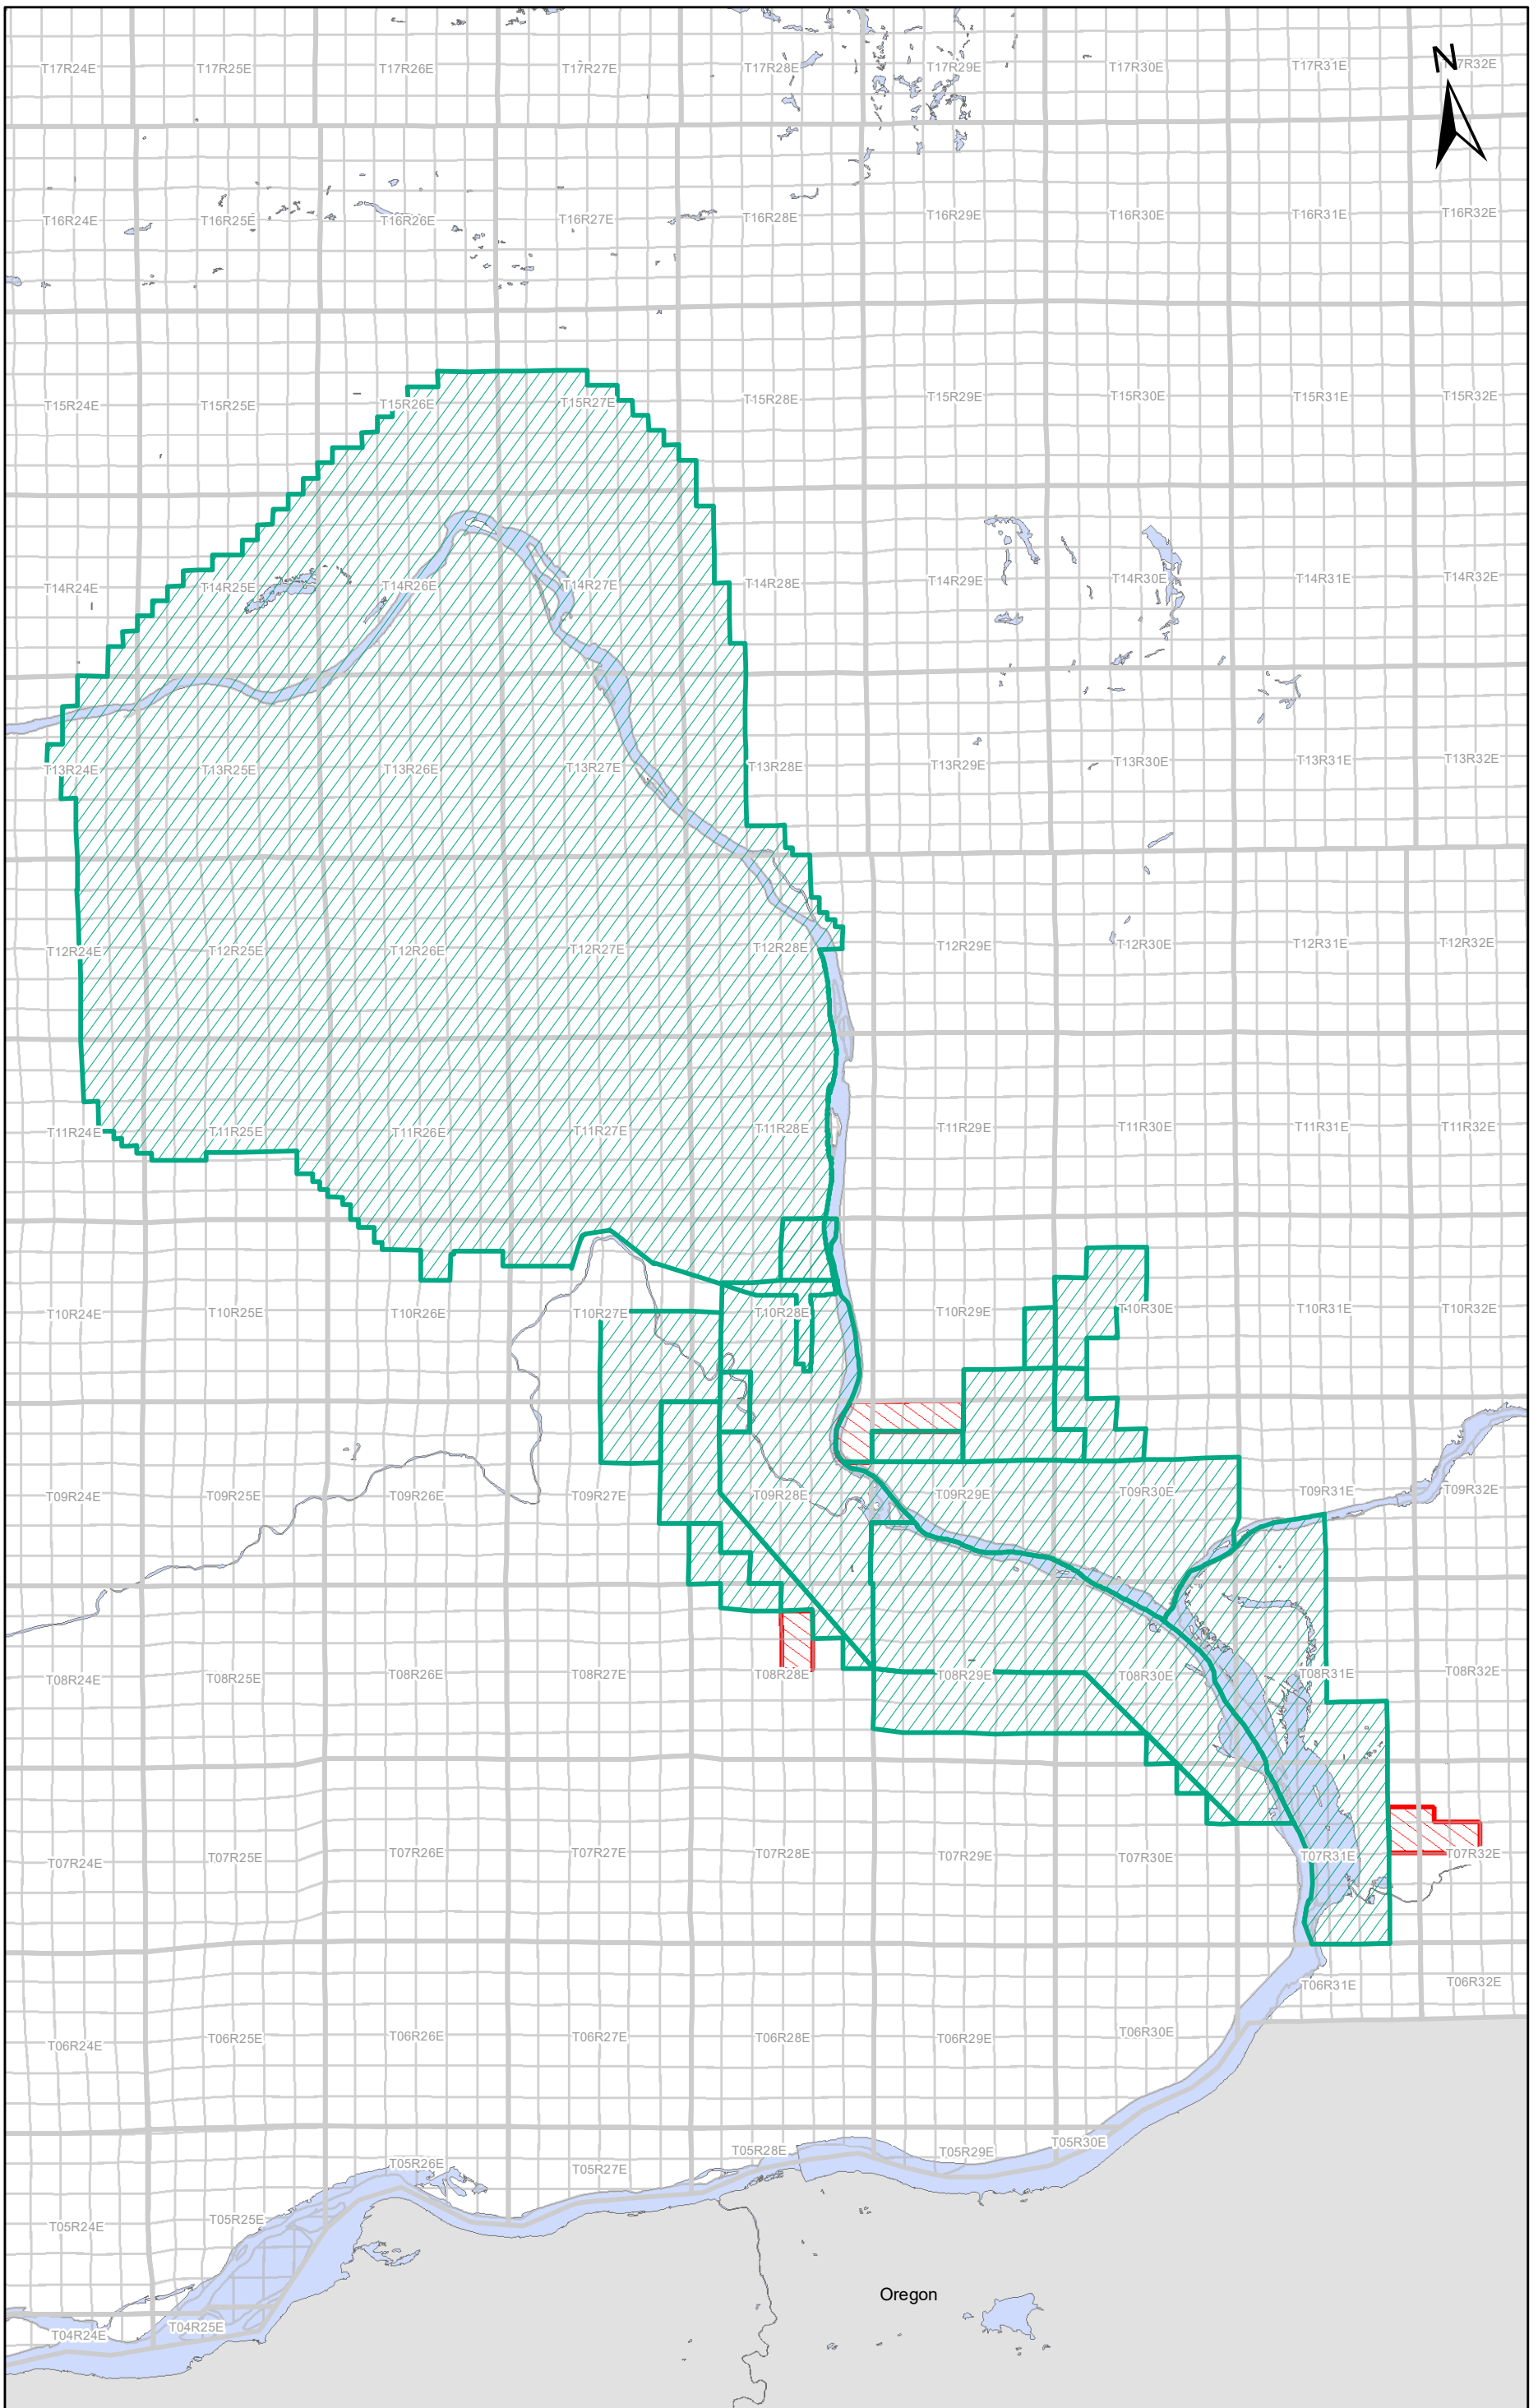 N
T17R24E T17R25E T17R26E T17R27E T17R28E T17R29E T17R30E T17R31E T17R32E
T16R24E T16R25E T16R26E T16R27E T16R28E T16R29E T16R30E T16R31E T16R32E
T15R24E T15R25E T15R26E T15R27E T15R28E T15R29E T15R30E T15R31E T15R32E
T14R24E T14R25E T14R26E T14R27E T14R28E T14R29E T14R30E T14R31E T14R32E
T13R24E T13R25E T13R26E T13R27E T13R28E T13R29E T13R30E T13R31E T13R32E
T12R24E T12R25E T12R26E T12R27E T12R28E T12R29E T12R30E T12R31E T12R32E
T11R24E T11R25E T11R26E T11R27E T11R28E T11R29E T11R30E T11R31E T11R32E
T10R24E T10R25E T10R26E T10R27E T10R28E T10R29E T10R30E T10R31E T10R32E
T09R24E T09R25E T09R26E T09R27E T09R28E T09R29E T09R30E T09R31E T09R32E
T08R24E T08R25E T08R26E T08R27E T08R28E T08R29E T08R30E T08R31E T08R32E
T07R24E T07R25E T07R26E T07R27E T07R28E T07R29E T07R30E T07R31E T07R32E
T06R24E T06R25E T06R26E T06R27E T06R28E T06R29E T06R30E T06R31E T06R32E
T05R24E T05R25E T05R26E T05R27E T05R28E T05R29E T05R30E
T04R24E T04R25E
Oregon